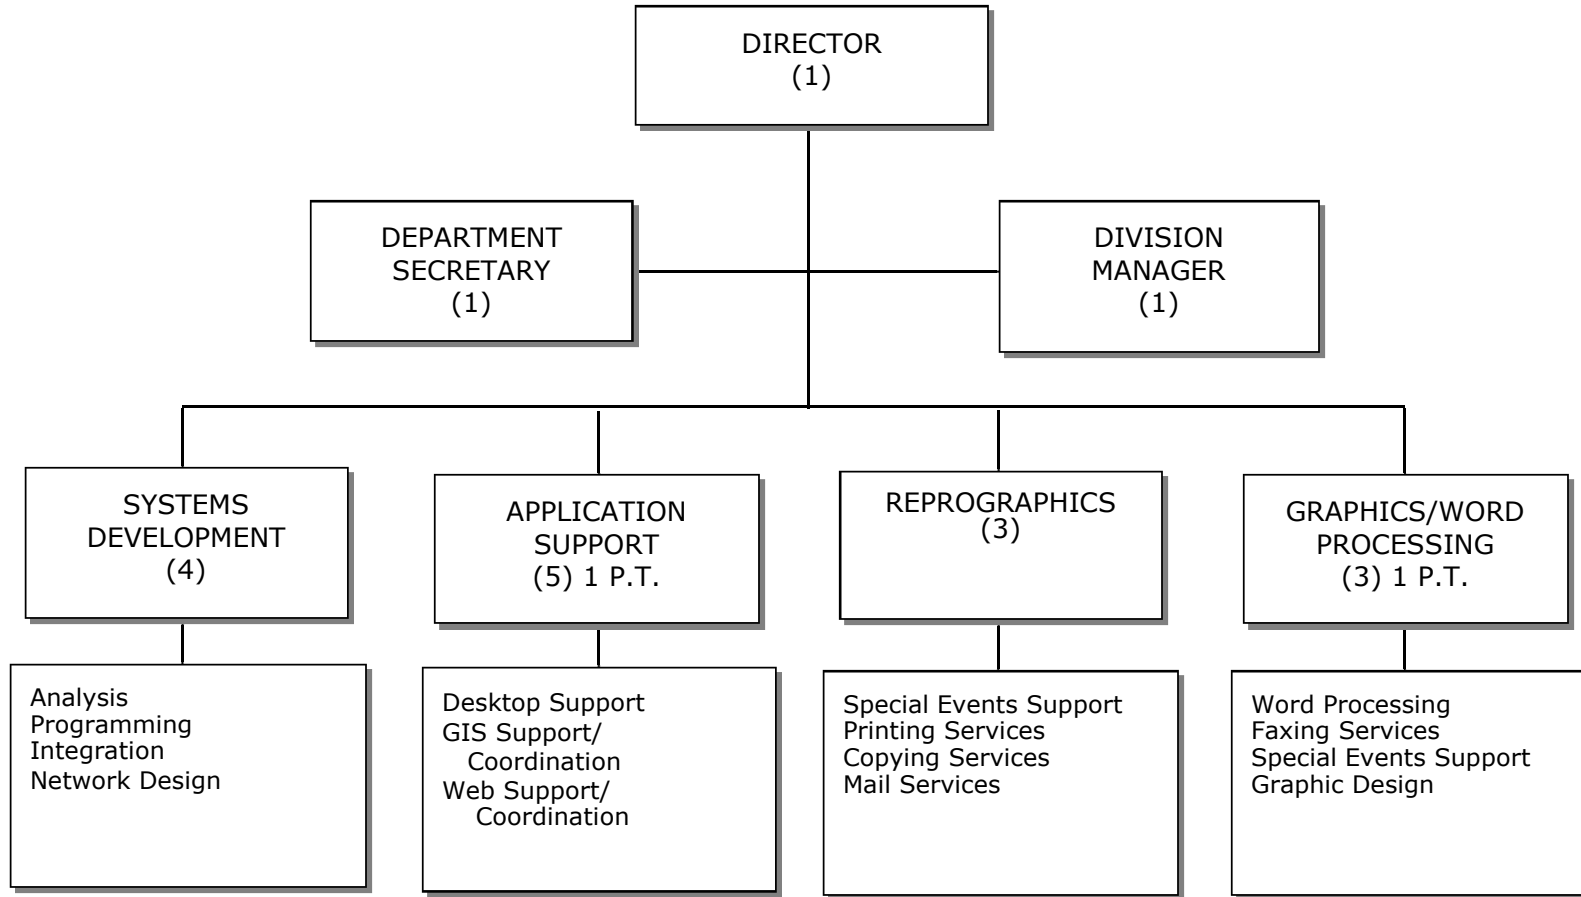 DIRECTOR
(1)
DEPARTMENT
SECRETARY
(1)
DIVISION
MANAGER
(1)
SYSTEMS
DEVELOPMENT
(4)
APPLICATION
SUPPORT
(5) 1 P.T.
REPROGRAPHICS
(3)
GRAPHICS/WORD
PROCESSING
(3) 1 P.T.
Analysis
Programming
Integration
Network Design
Desktop Support
GIS Support/
Coordination
Web Support/
Coordination
Special Events Support
Printing Services
Copying Services
Mail Services
Word Processing
Faxing Services
Special Events Support
Graphic Design